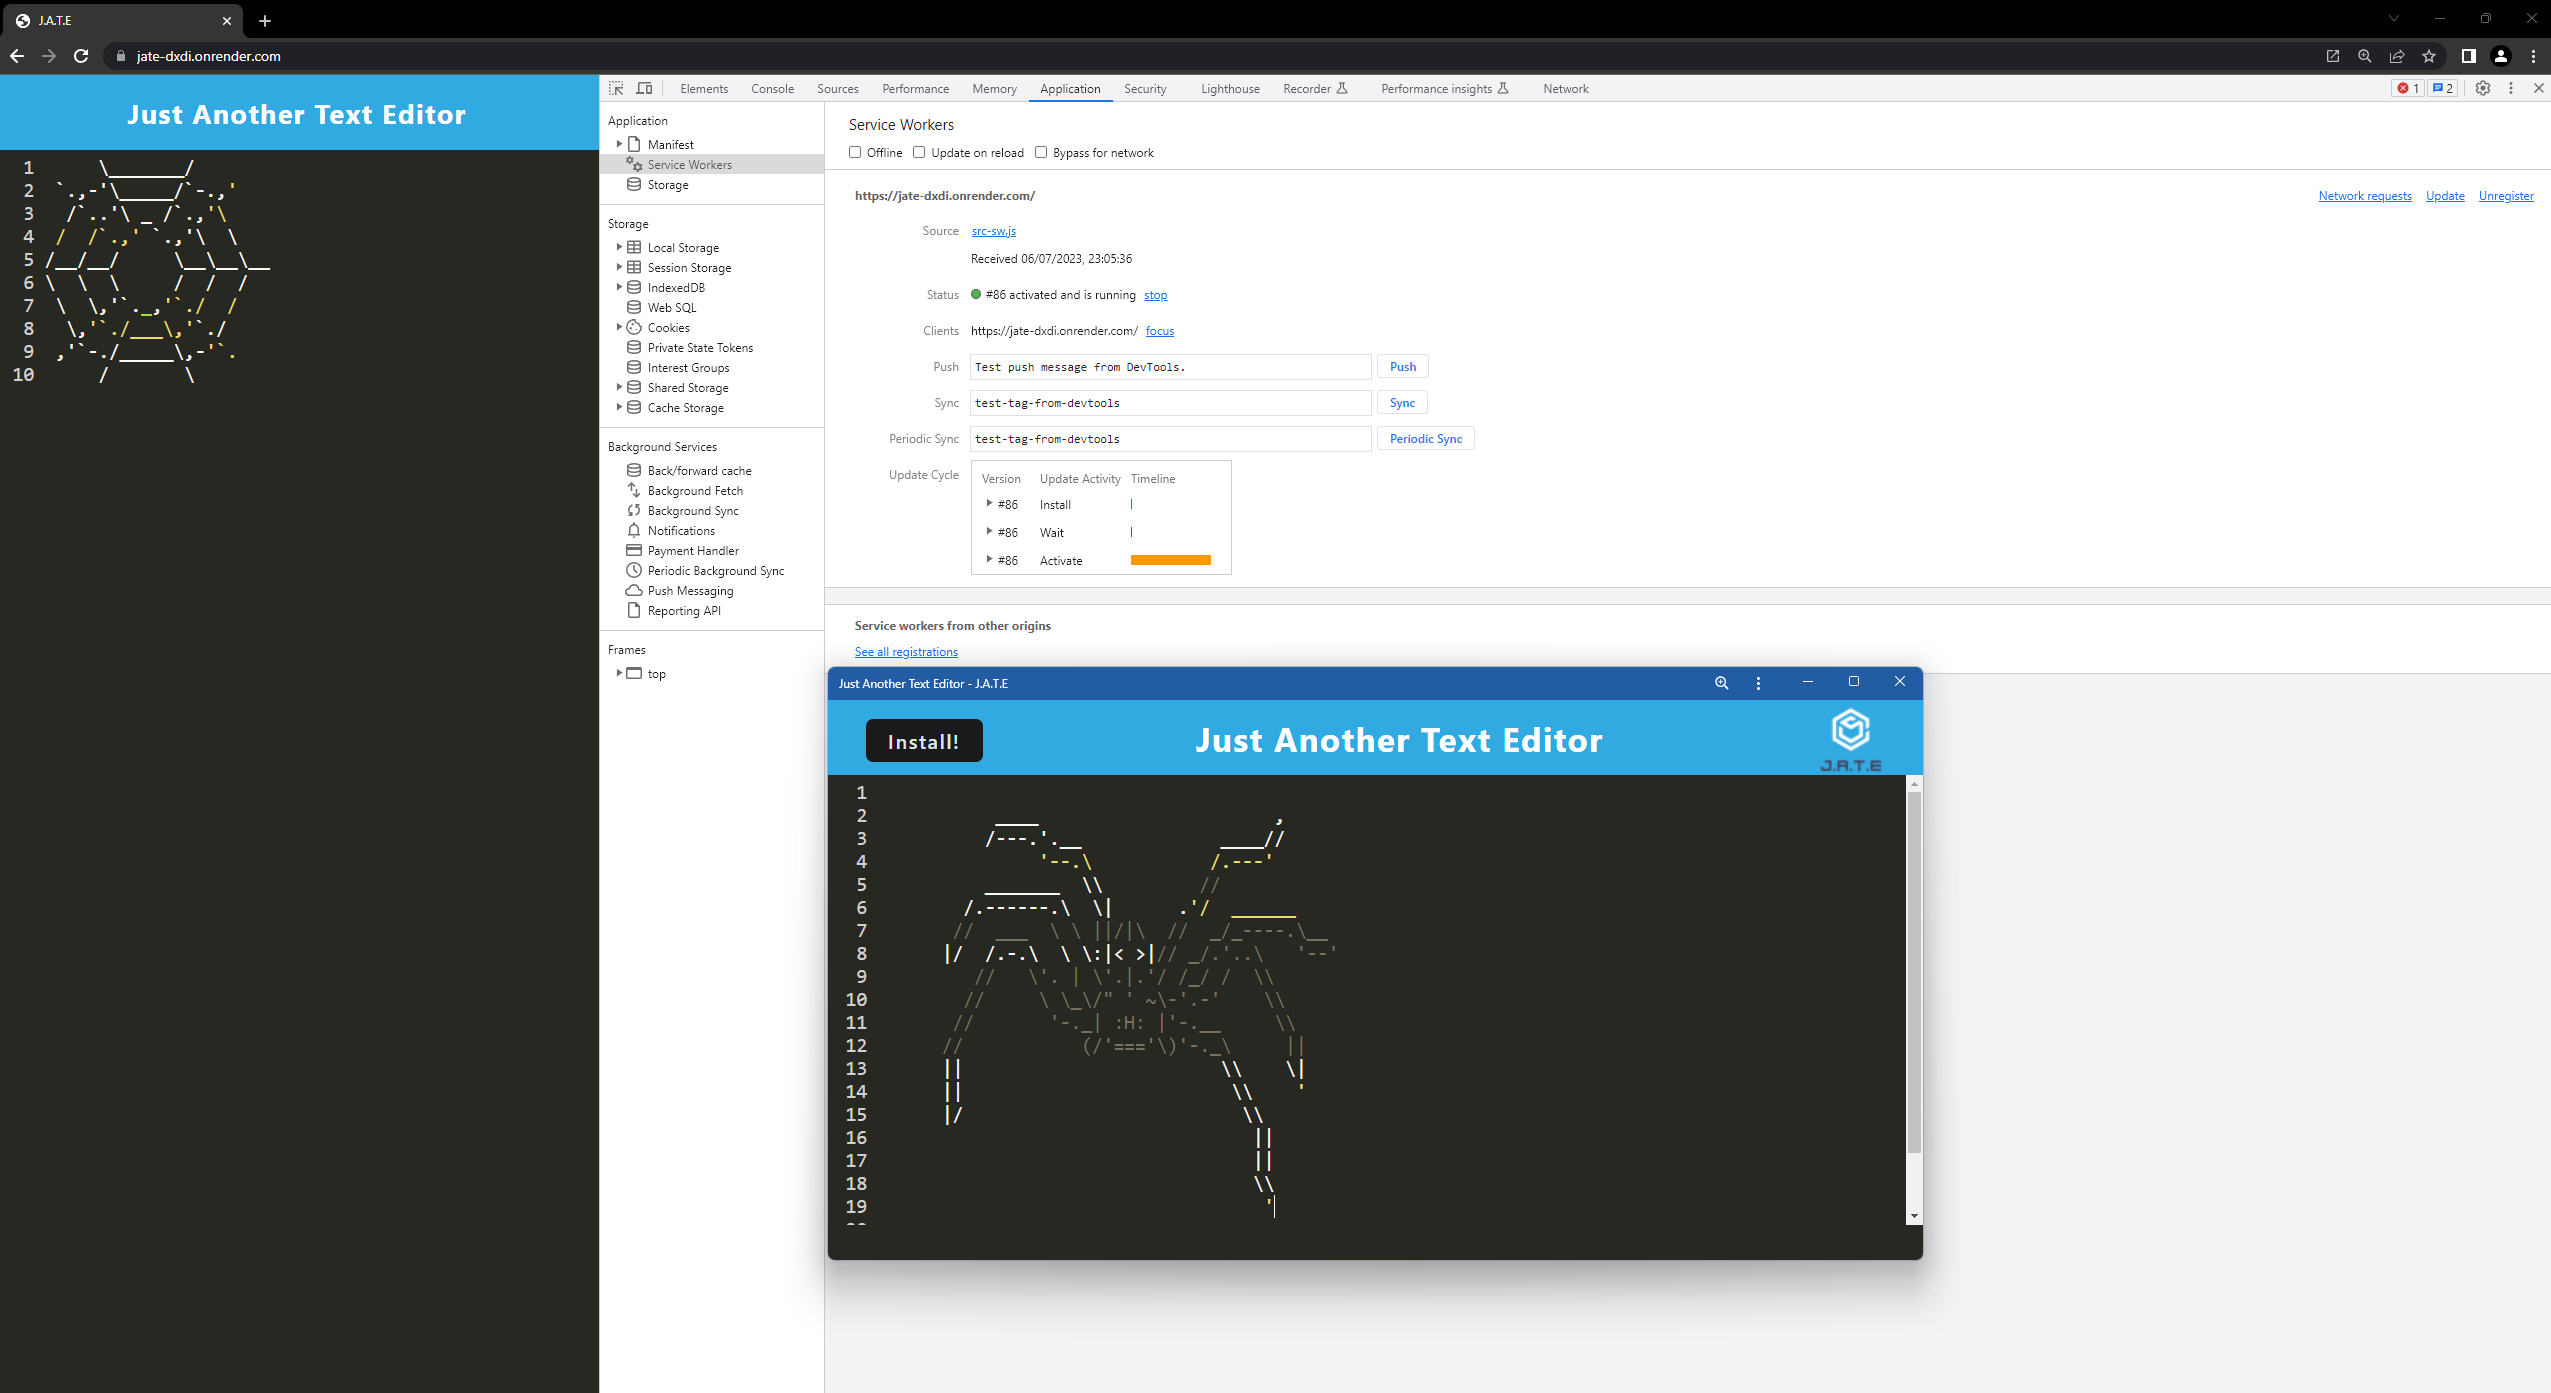 J.A.T.E
jate-dxdi.onrender.com
Just Another Text Editor
1      \_______/
2  `.,-'\_____/`-.,'
3   /`..'\ _ /`.,'\
4  /  /`.,' `.,'\  \
5 /__/__/     \__\__\__
6 \  \  \     /  /  /
7  \  \,'`._,'`./  /
8   \,'`./___\,'`./
9  ,'`-./_____\,-'`.
10      /       \
Elements Console Sources Performance Memory Application Security Lighthouse Recorder Performance insights Network 1 2
Application
Manifest
Service Workers
Storage
Storage
Local Storage
Session Storage
IndexedDB
Web SQL
Cookies
Private State Tokens
Interest Groups
Shared Storage
Cache Storage
Background Services
Back/forward cache
Background Fetch
Background Sync
Notifications
Payment Handler
Periodic Background Sync
Push Messaging
Reporting API
Frames
top
Service Workers
Offline Update on reload Bypass for network
https://jate-dxdi.onrender.com/ Network requests Update Unregister
Source src-sw.js
Received 06/07/2023, 23:05:36
Status #86 activated and is running stop
Clients https://jate-dxdi.onrender.com/ focus
Push Test push message from DevTools. Push
Sync test-tag-from-devtools Sync
Periodic Sync test-tag-from-devtools Periodic Sync
Update Cycle Version Update Activity Timeline
#86 Install
#86 Wait
#86 Activate
Service workers from other origins
See all registrations
Just Another Text Editor - J.A.T.E
Install! Just Another Text Editor J.A.T.E
1
2            ____                      ,
3           /---.'.__             ____//
4                '--.\           /.---'
5           _______  \\         //
6         /.------.\  \|      .'/  ______
7        //  ___  \ \ ||/|\  //  _/_----.\__
8       |/  /.-.\  \ \:|< >|// _/.'..\   '--'
9          //   \'. | \'.|.'/ /_/ /  \\
10        //     \ \_\/" ' ~\-'.-'    \\
11       //       '-._| :H: |'-.__     \\
12      //           (/'==='\)'-._\     ||
13      ||                        \\    \|
14      ||                         \\    '
15      |/                          \\
16                                   ||
17                                   ||
18                                   \\
19                                    '